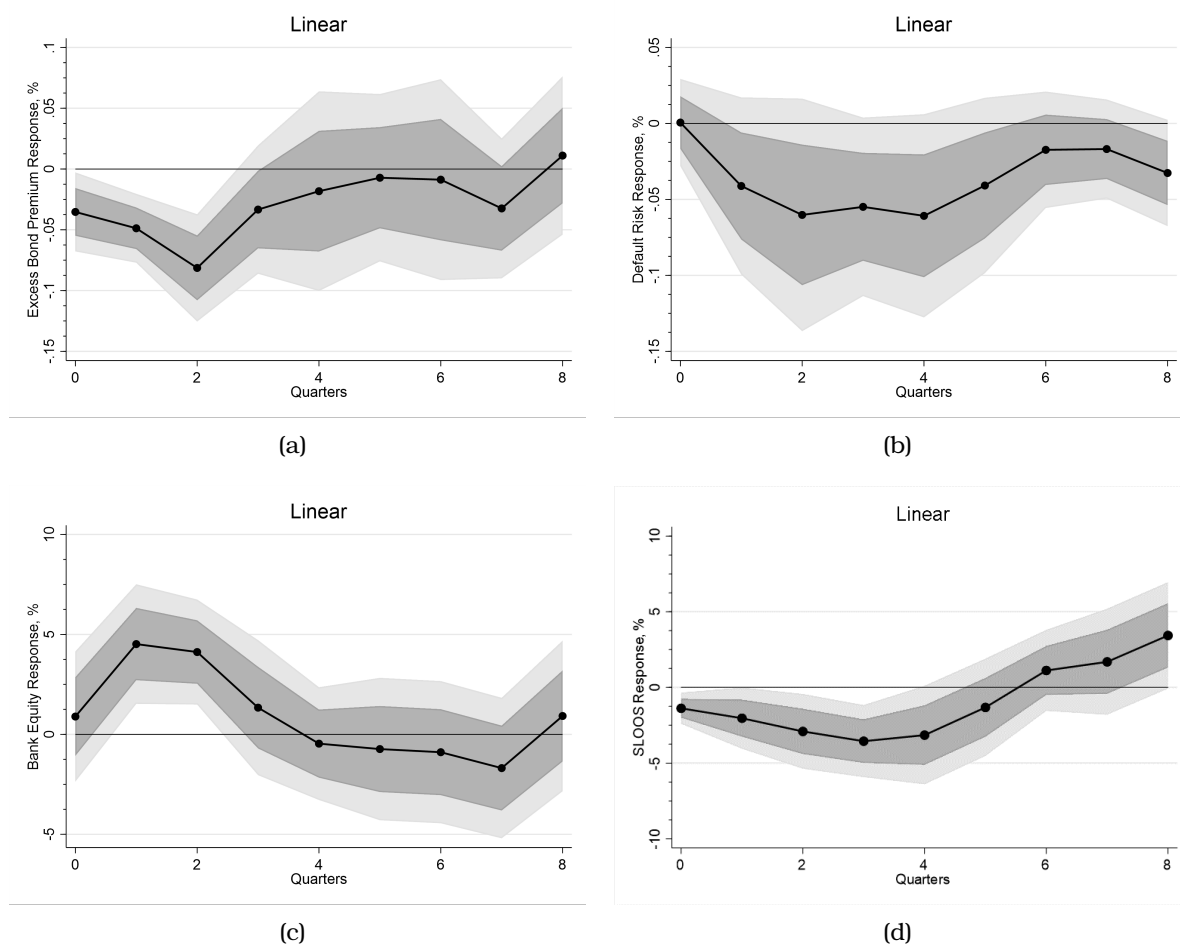 Linear
Excess Bond Premium Response, %
.1
.05
0
-.05
-.1
-.15
0 2 4 6 8
Quarters
(a)
Linear
Default Risk Response, %
.05
0
-.05
-.1
-.15
0 2 4 6 8
Quarters
(b)
Linear
Bank Equity Response, %
10
5
0
-5
0 2 4 6 8
Quarters
(c)
Linear
SLOOS Response, %
10
5
0
-5
-10
0 2 4 6 8
Quarters
(d)